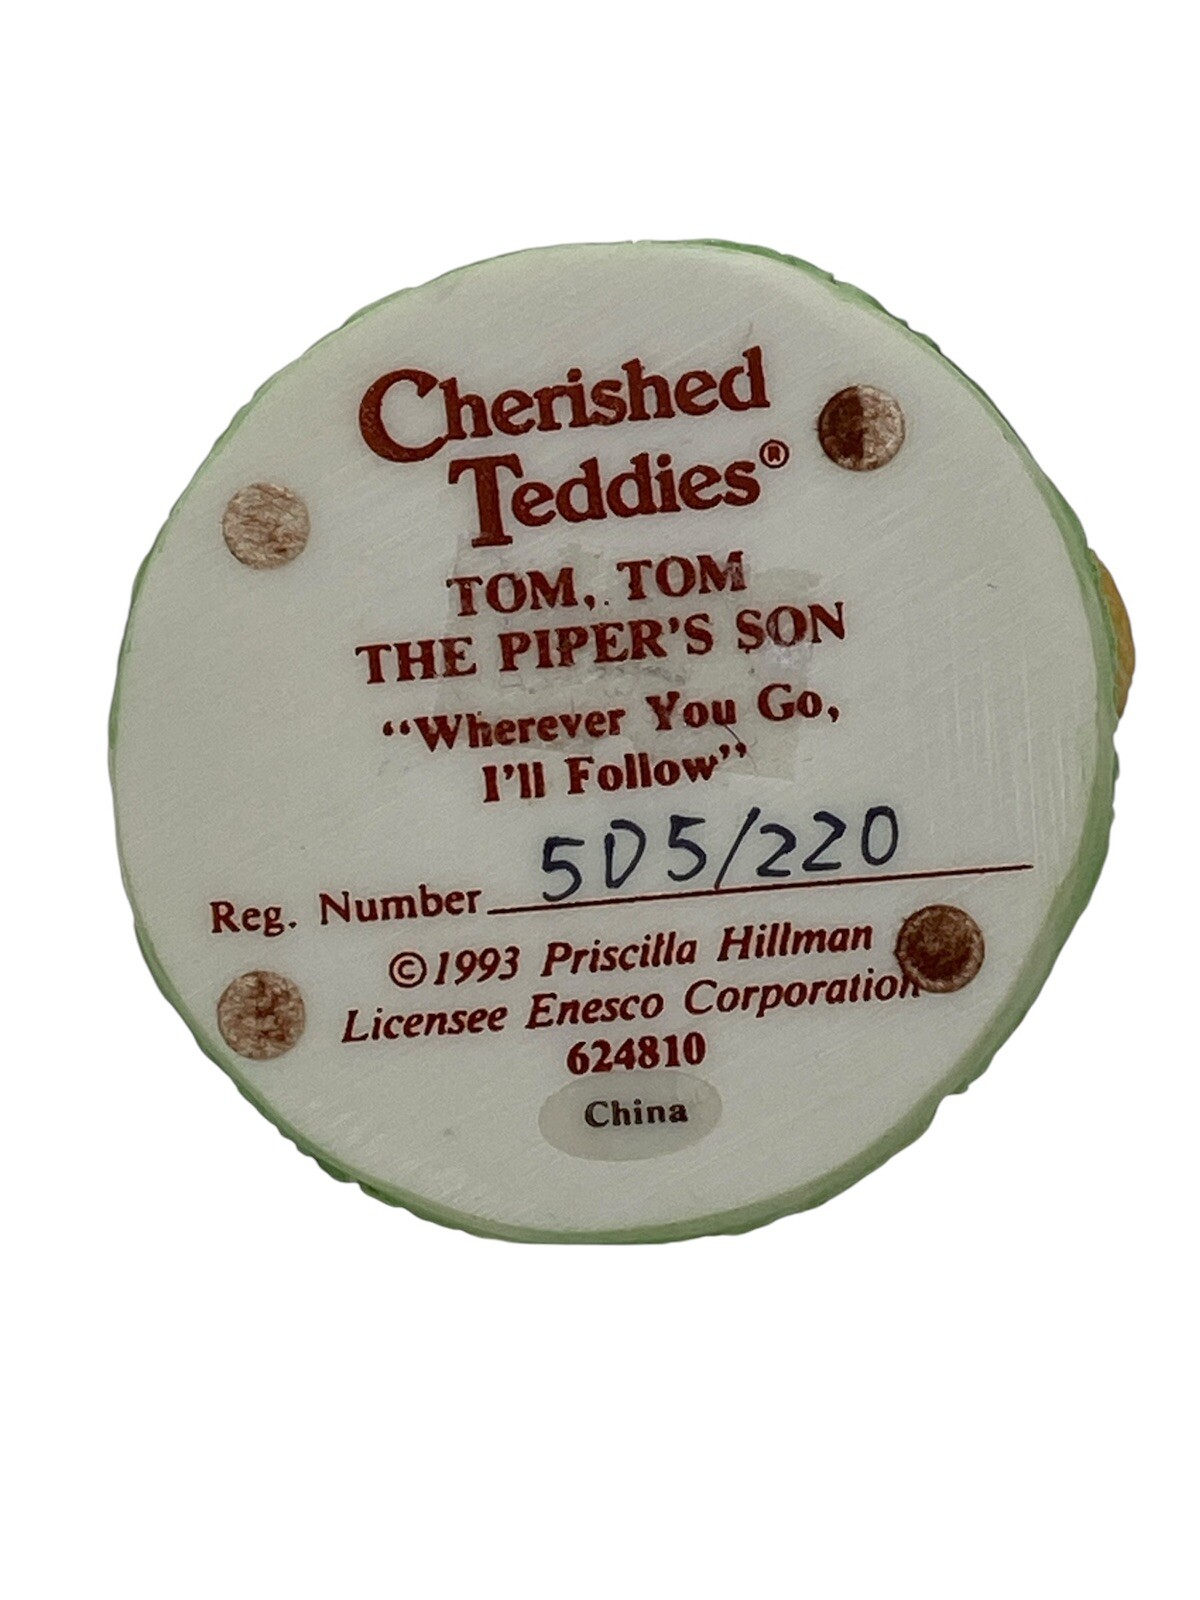 Cherished
Teddies®
TOM, TOM
THE PIPER'S SON
“Wherever You Go,
I'll Follow”
Reg. Number 5D5/220
©1993 Priscilla Hillman
Licensee Enesco Corporation
624810
China